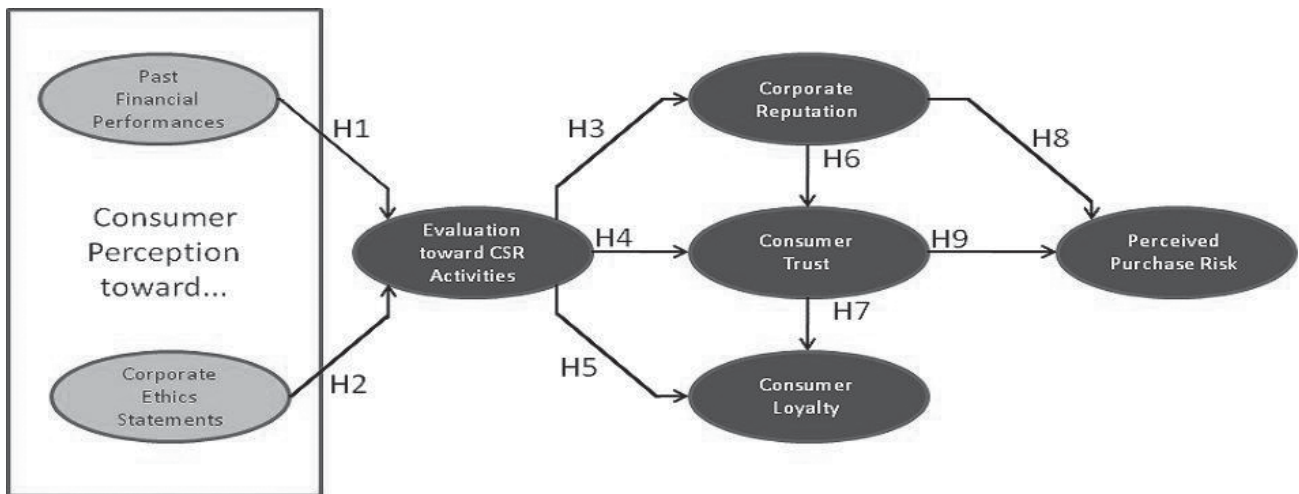 Past
Financial
Performances
H1
Consumer
Perception
toward...
Corporate
Ethics
Statements
H2
Evaluation
toward CSR
Activities
H3
H4
H5
Corporate
Reputation
H6
Consumer
Trust
H7
Consumer
Loyalty
H8
H9
Perceived
Purchase Risk